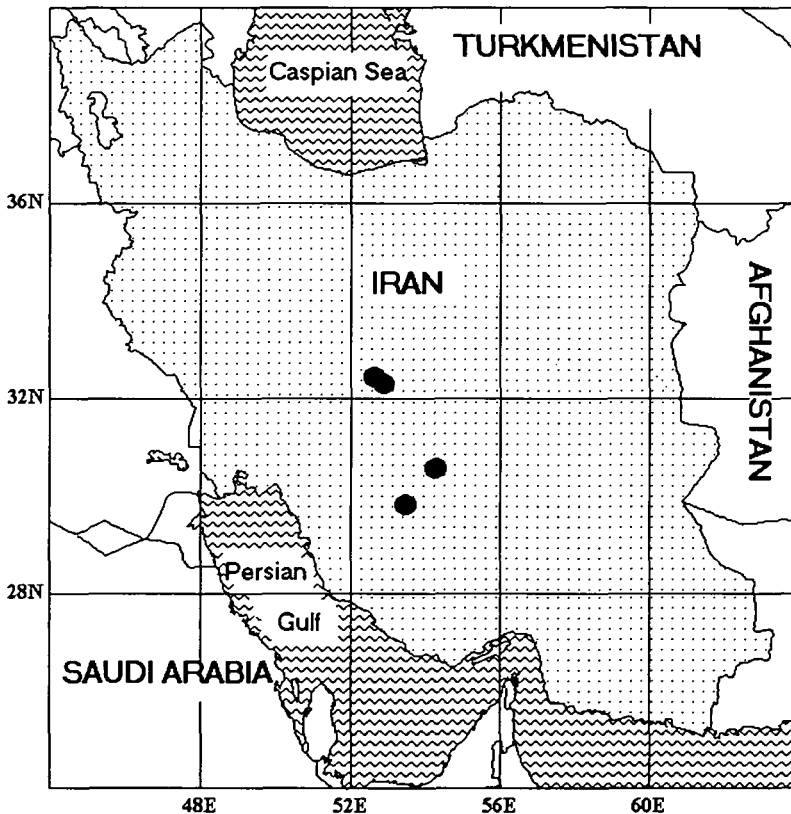 TURKMENISTAN
Caspian Sea
36N
IRAN
AFGHANISTAN
32N
Persian
28N
Gulf
SAUDI ARABIA
48E 52E 56E 60E